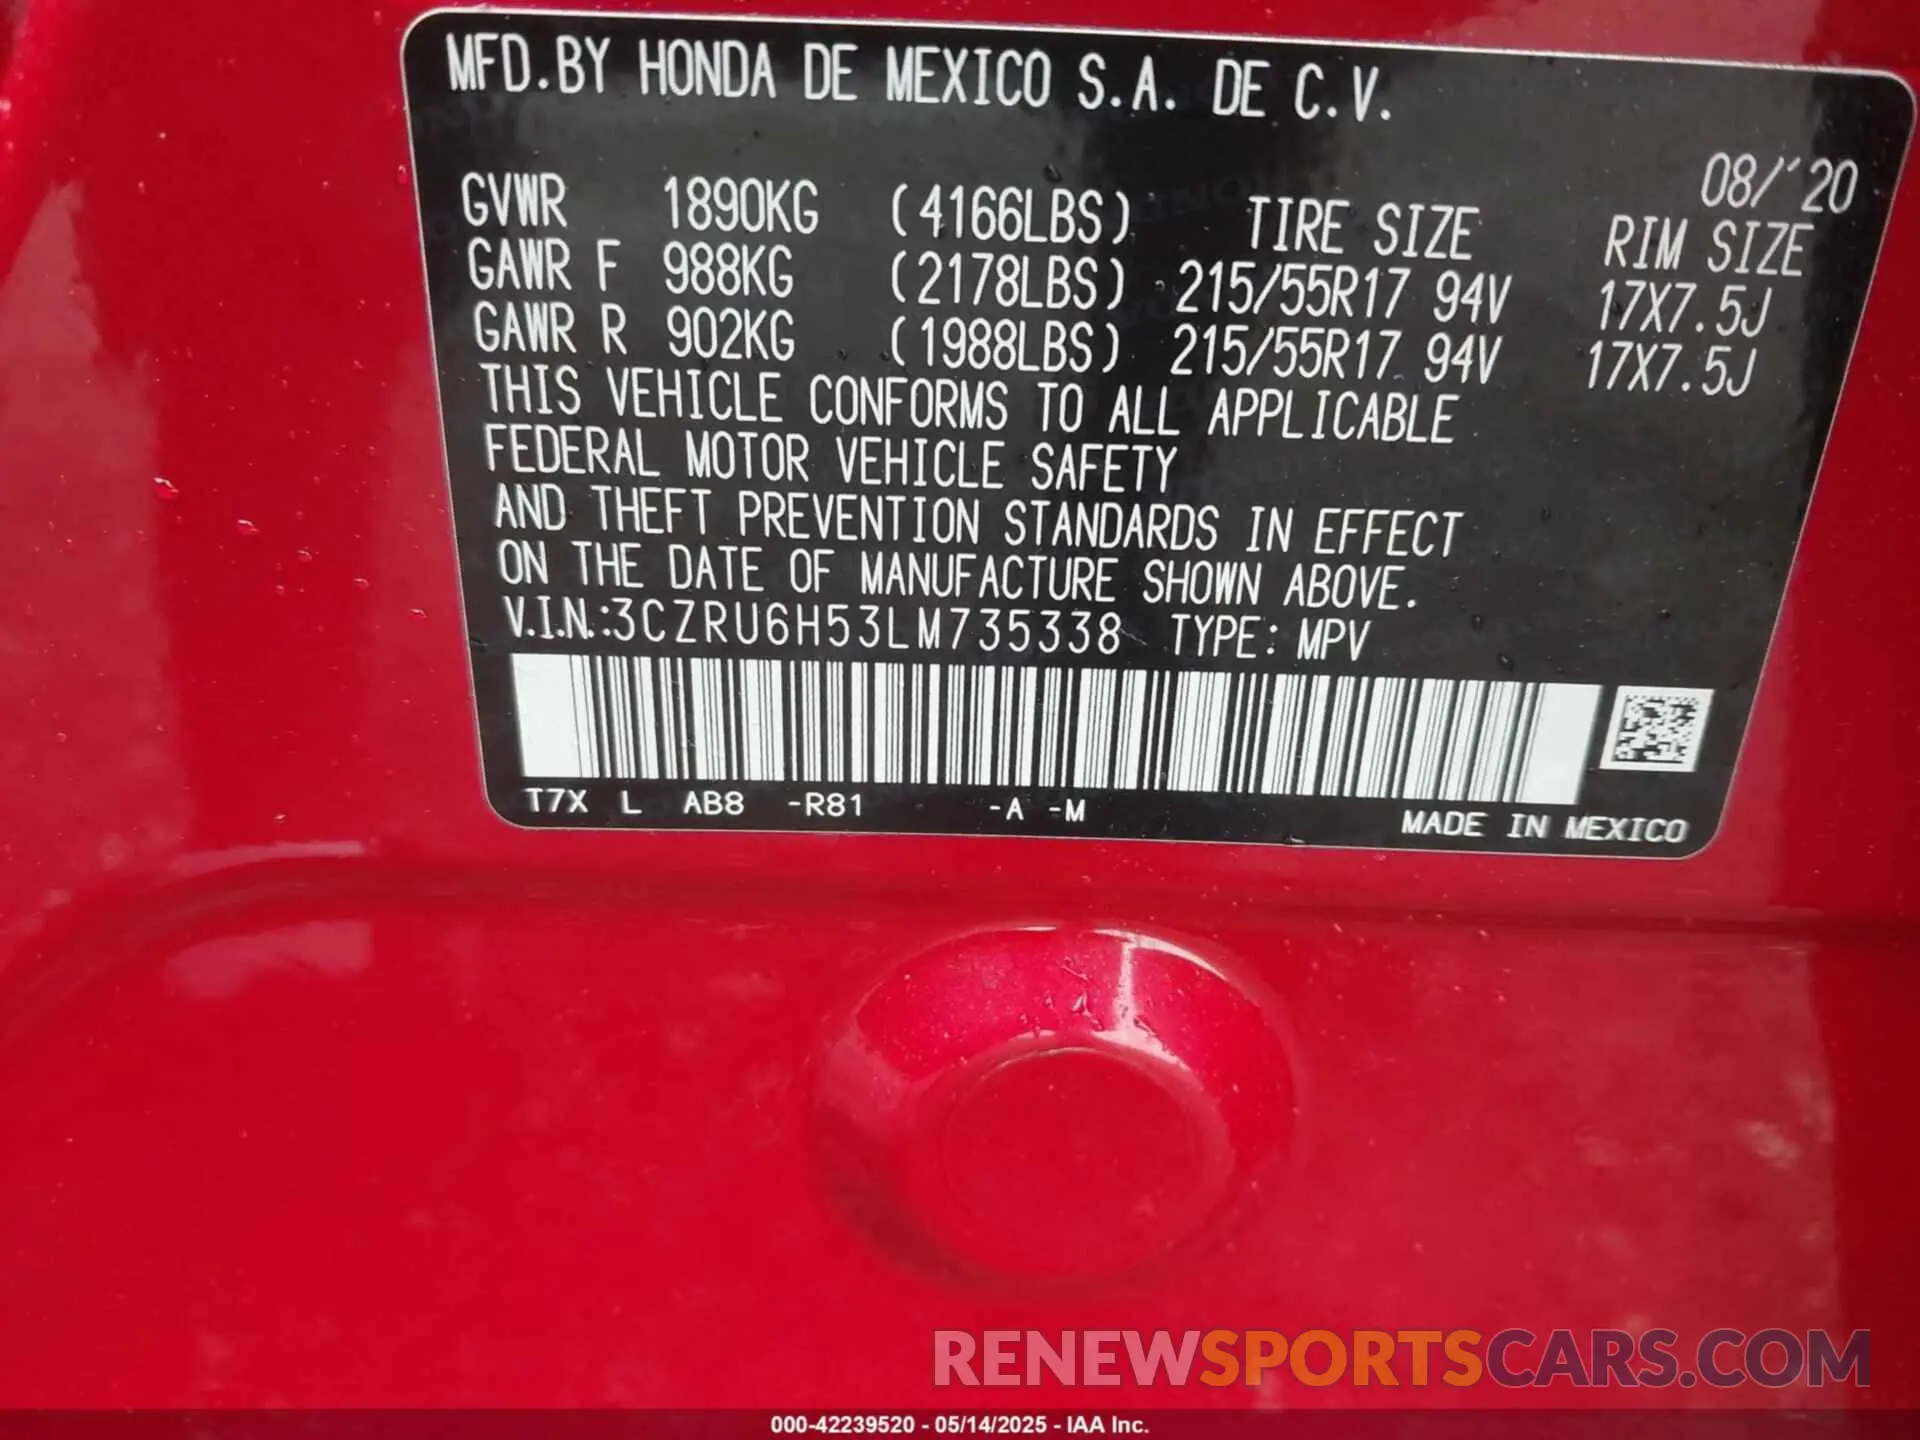 MFD.BY HONDA DE MEXICO S.A. DE C.V.
08/'20
GVWR 1890KG (4166LBS) TIRE SIZE RIM SIZE
GAWR F 988KG (2178LBS) 215/55R17 94V 17X7.5J
GAWR R 902KG (1988LBS) 215/55R17 94V 17X7.5J
THIS VEHICLE CONFORMS TO ALL APPLICABLE
FEDERAL MOTOR VEHICLE SAFETY
AND THEFT PREVENTION STANDARDS IN EFFECT
ON THE DATE OF MANUFACTURE SHOWN ABOVE.
V.I.N.:3CZRU6H53LM735338 TYPE: MPV
T7X L AB8 -R81 -A -M
MADE IN MEXICO
RENEWSPORTSCARS.COM
000-42239520 - 05/14/2025 - IAA Inc.